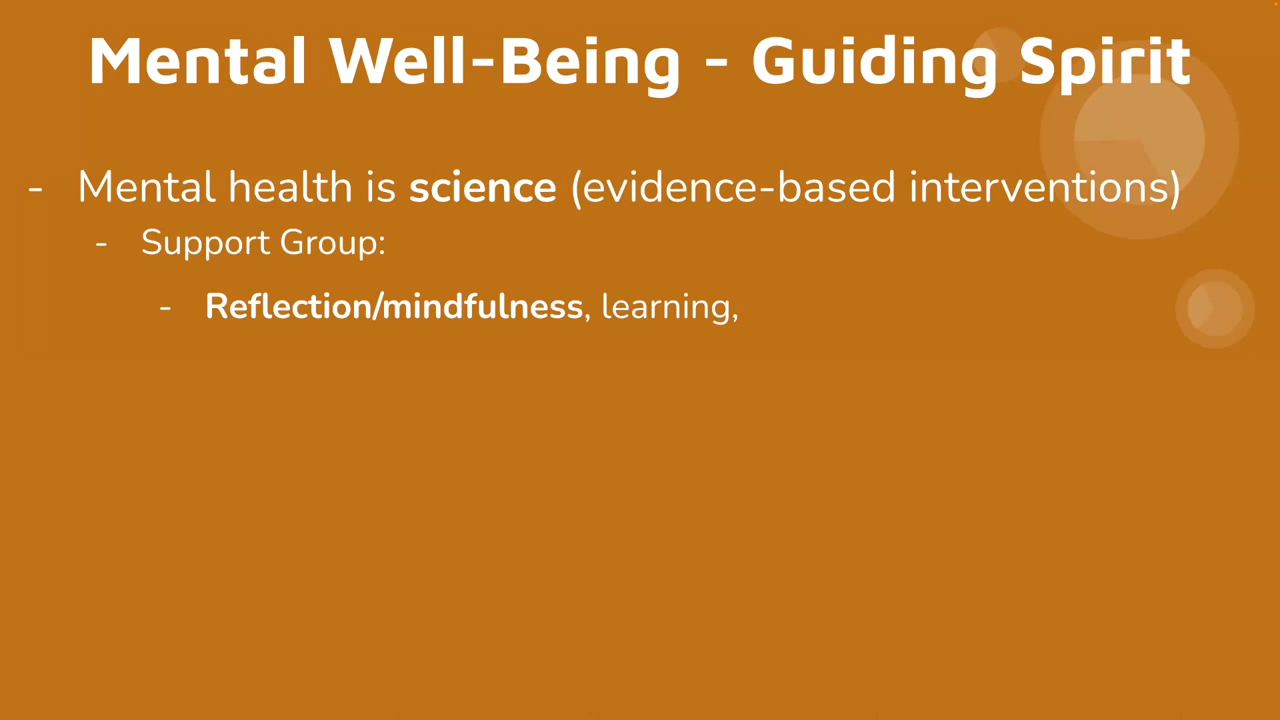 Mental Well-Being - Guiding Spirit
- Mental health is science (evidence-based interventions)
- Support Group:
- Reflection/mindfulness, learning,